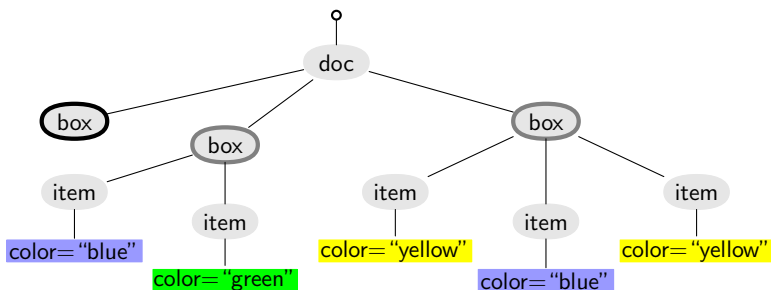 doc
box
box
box
item
item
item
item
item
color="blue"
color="green"
color="yellow"
color="blue"
color="yellow"